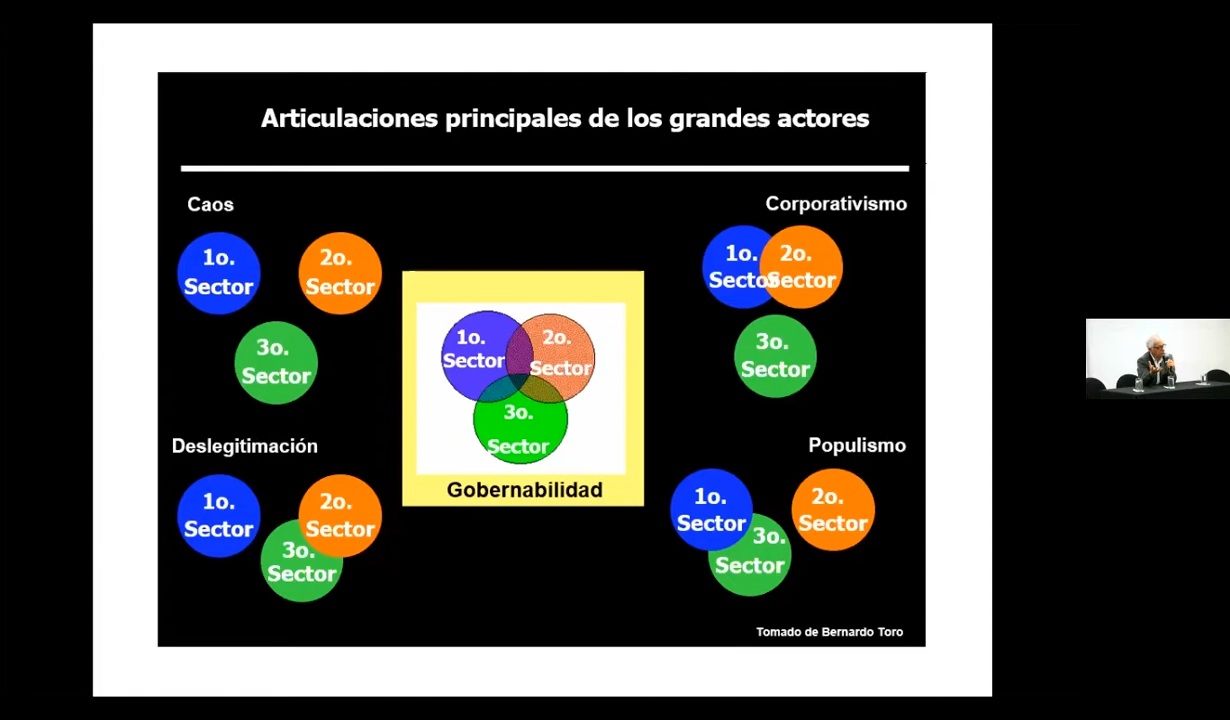 Articulaciones principales de los grandes actores
Caos
1o.
Sector
2o.
Sector
3o.
Sector
Corporativismo
1o.
Sector
2o.
Sector
3o.
Sector
1o.
Sector
2o.
Sector
3o.
Sector
Gobernabilidad
Deslegitimación
1o.
Sector
2o.
Sector
3o.
Sector
Populismo
1o.
Sector
2o.
Sector
3o.
Sector
Tomado de Bernardo Toro